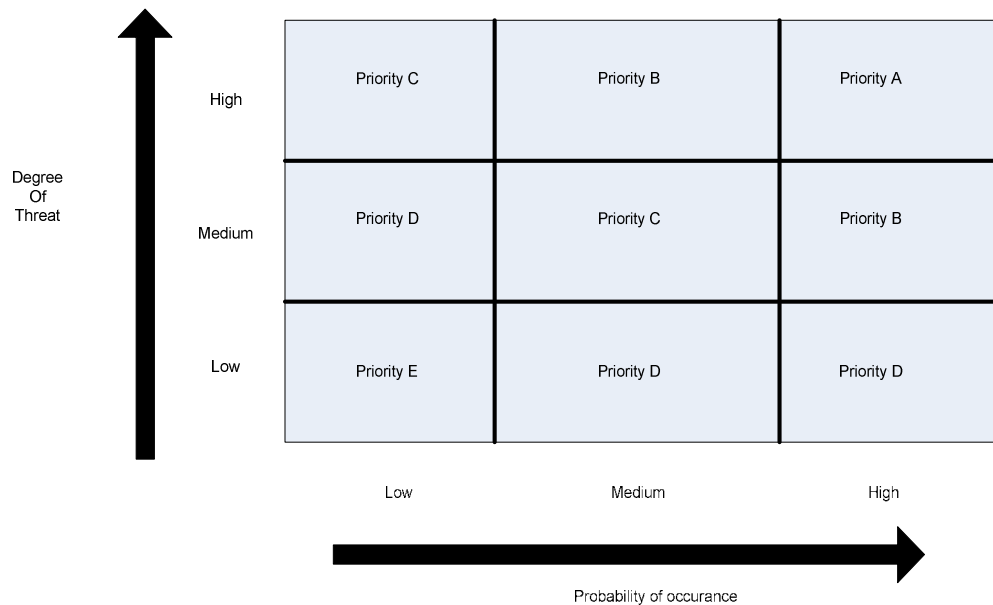 Priority C
Priority B
Priority A
High
Degree
Of
Threat
Priority D
Priority C
Priority B
Medium
Low
Priority E
Priority D
Priority D
Low
Medium
High
Probability of occurance